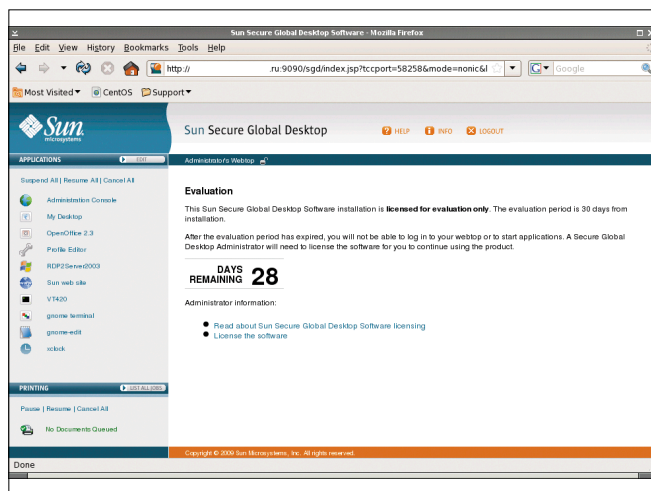 Sun Secure Global Desktop Software - Mozilla Firefox
File Edit View History Bookmarks Tools Help
http:// .ru:9090/sgd/index.jsp?tccport=58258&mode=nonic&l
Google
Most Visited CentOS Support
Sun
microsystems
Sun Secure Global Desktop
HELP INFO LOGOUT
APPLICATIONS EDIT
Administrator's Webtop
Suspend All | Resume All | Cancel All
Administration Console
My Desktop
OpenOffice 2.3
Profile Editor
RDP2Server2003
Sun web site
VT420
gnome terminal
gnome-edit
xclock
Evaluation
This Sun Secure Global Desktop Software installation is licensed for evaluation only. The evaluation period is 30 days from
installation.
After the evaluation period has expired, you will not be able to log in to your webtop or to start applications. A Secure Global
Desktop Administrator will need to license the software for you to continue using the product.
DAYS
REMAINING 28
Administrator information:
Read about Sun Secure Global Desktop Software licensing
License the software
PRINTING LIST ALL JOBS
Pause | Resume | Cancel All
No Documents Queued
Copyright © 2009 Sun Microsystems, Inc. All rights reserved.
Done